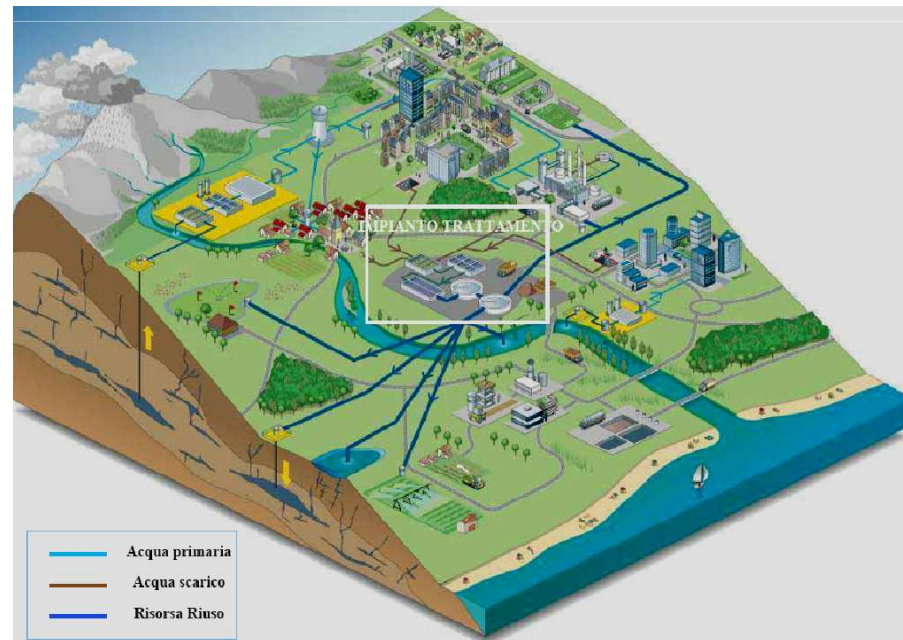 IMPIANTO TRATTAMENTO
Acqua primaria
Acqua scarico
Risorsa Riuso